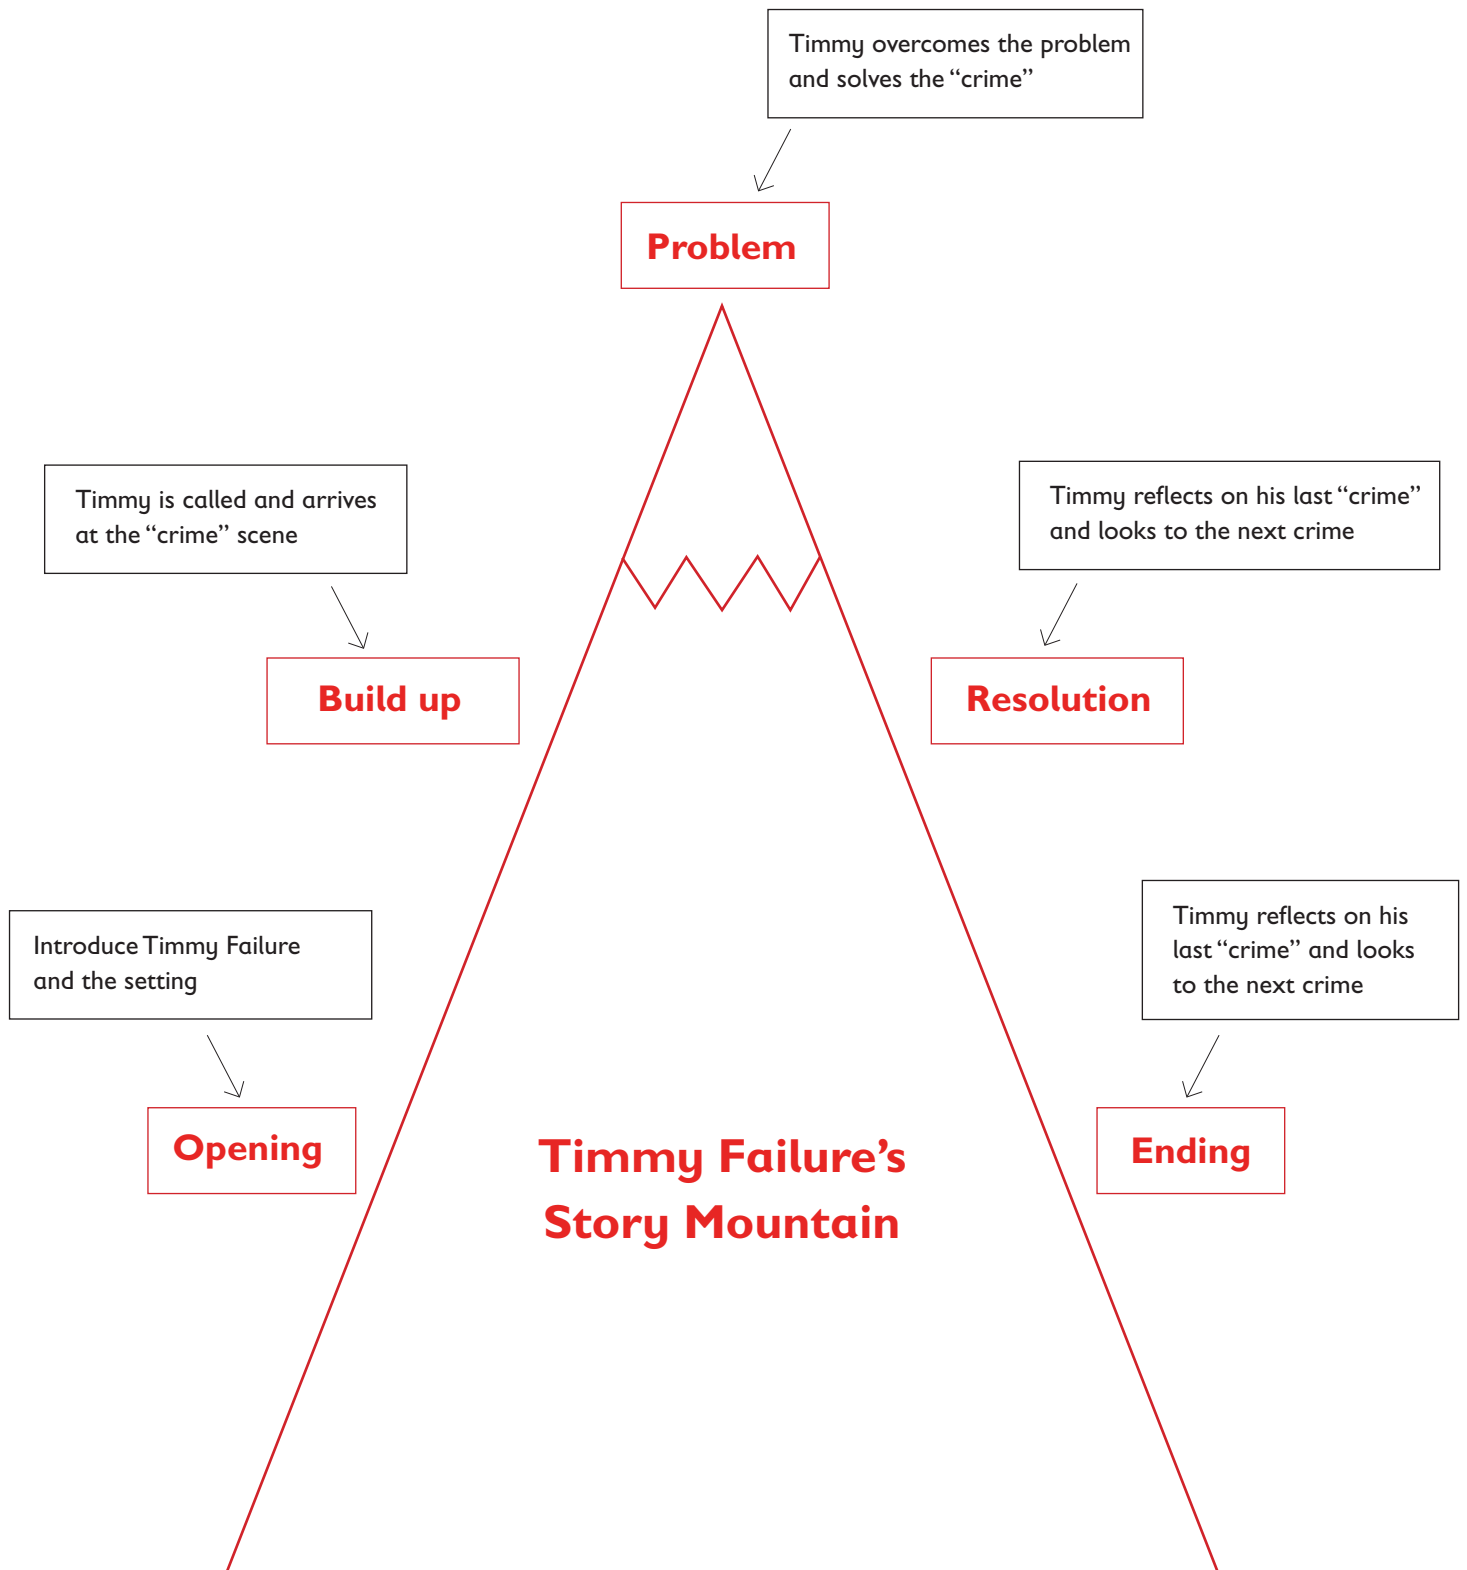 Timmy overcomes the problem
and solves the “crime”
Problem
Timmy is called and arrives
at the “crime” scene
Build up
Timmy reflects on his last “crime”
and looks to the next crime
Resolution
Introduce Timmy Failure
and the setting
Opening
Timmy reflects on his
last “crime” and looks
to the next crime
Ending
Timmy Failure’s
Story Mountain